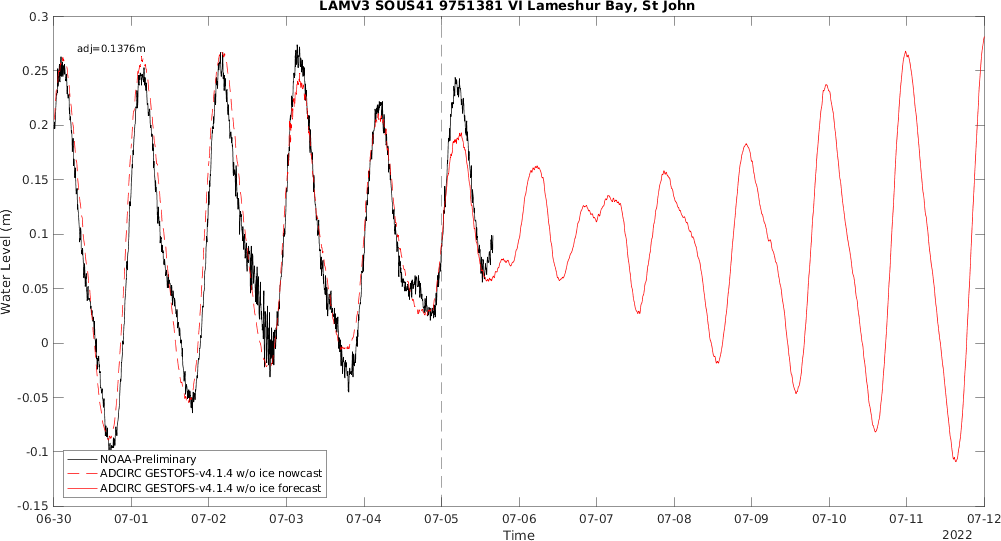 LAMV3 SOUS41 9751381 VI Lameshur Bay, St John
adj=0.1376m
0.3
0.25
0.2
0.15
0.1
0.05
0
-0.05
-0.1
-0.15
Water Level (m)
NOAA-Preliminary
ADCIRC GESTOFS-v4.1.4 w/o ice nowcast
ADCIRC GESTOFS-v4.1.4 w/o ice forecast
06-30 07-01 07-02 07-03 07-04 07-05 07-06 07-07 07-08 07-09 07-10 07-11 07-12
Time
2022